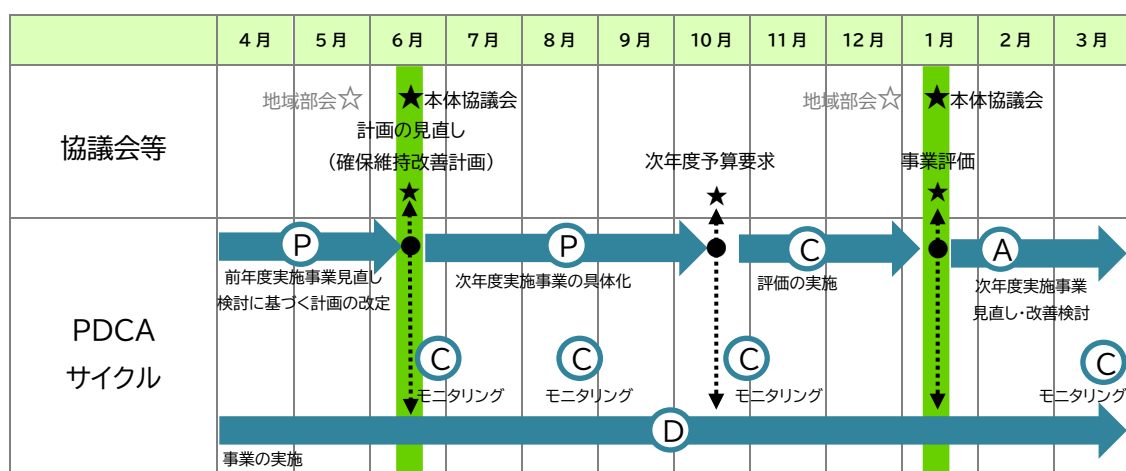 4月 5月 6月 7月 8月 9月 10月 11月 12月 1月 2月 3月
協議会等
地域部会☆ ★本体協議会
計画の見直し
（確保維持改善計画）
★
次年度予算要求
★
地域部会☆ ★本体協議会
事業評価
★
PDCA
サイクル
P
前年度実施事業見直し
検討に基づく計画の改定
P
次年度実施事業の具体化
C
評価の実施
A
次年度実施事業
見直し・改善検討
C
モニタリング
C
モニタリング
C
モニタリング
C
モニタリング
D
事業の実施